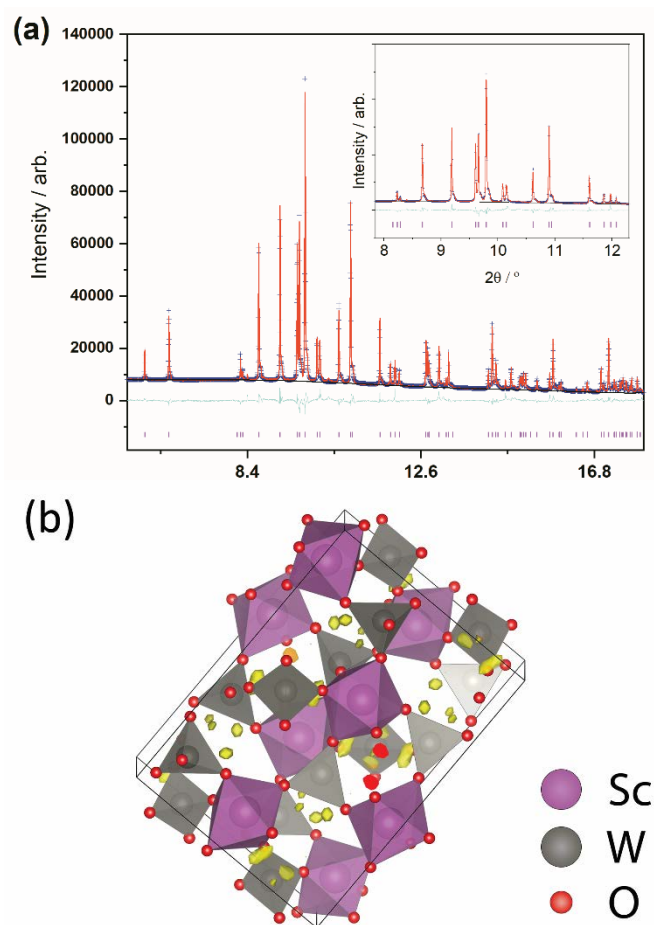 (a)
140000
120000
100000
80000
60000
40000
20000
0
Intensity / arb.
8.4
12.6
16.8
Intensity / arb.
8
9
10
11
12
2θ / º
(b)
Sc
W
O